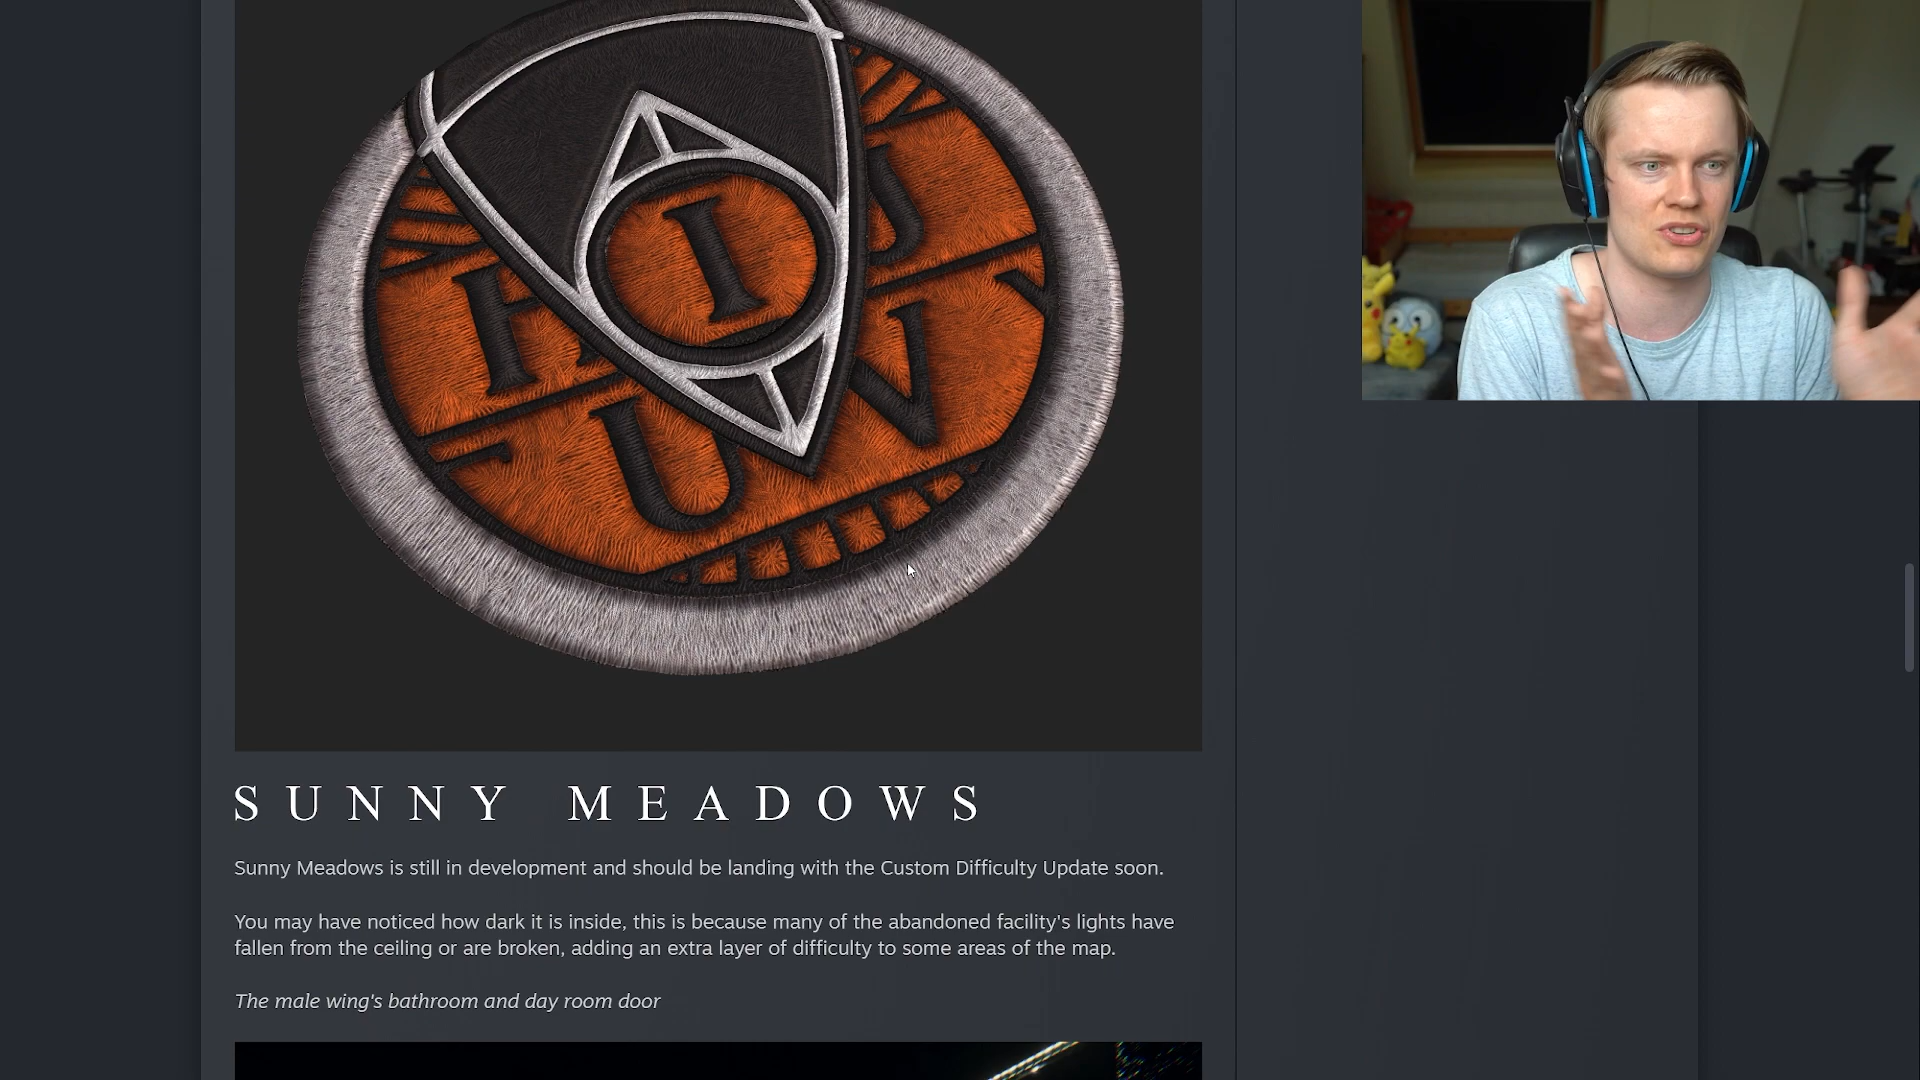 I
J
H
V
U
SUNNY MEADOWS
Sunny Meadows is still in development and should be landing with the Custom Difficulty Update soon.
You may have noticed how dark it is inside, this is because many of the abandoned facility's lights have
fallen from the ceiling or are broken, adding an extra layer of difficulty to some areas of the map.
The male wing's bathroom and day room door